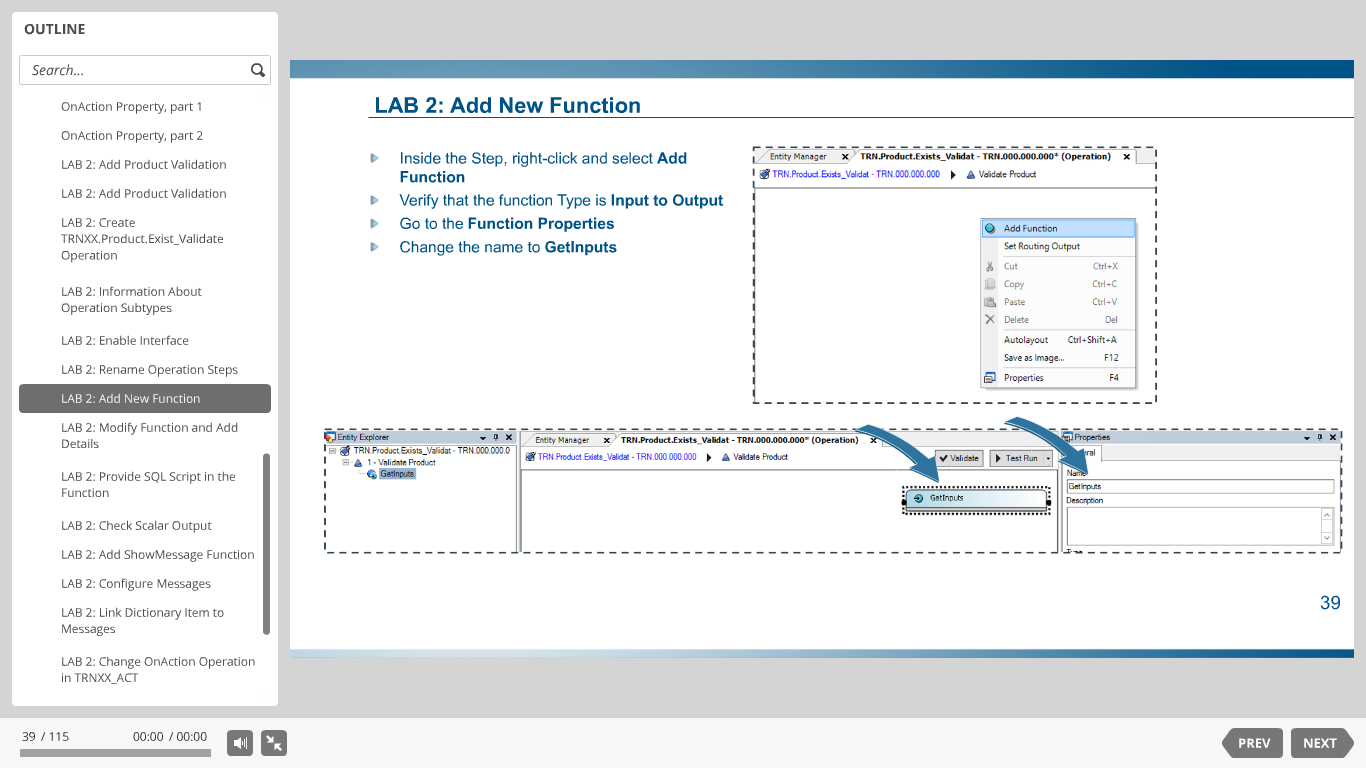 OUTLINE
Search...
OnAction Property, part 1
OnAction Property, part 2
LAB 2: Add Product Validation
LAB 2: Add Product Validation
LAB 2: Create
TRNXX.Product.Exist_Validate
Operation
LAB 2: Information About
Operation Subtypes
LAB 2: Enable Interface
LAB 2: Rename Operation Steps
LAB 2: Add New Function
LAB 2: Modify Function and Add
Details
LAB 2: Provide SQL Script in the
Function
LAB 2: Check Scalar Output
LAB 2: Add ShowMessage Function
LAB 2: Configure Messages
LAB 2: Link Dictionary Item to
Messages
LAB 2: Change OnAction Operation
in TRNXX_ACT
LAB 2: Add New Function
Inside the Step, right-click and select Add
Function
Verify that the function Type is Input to Output
Go to the Function Properties
Change the name to GetInputs
Entity Manager TRN.Product.Exists_Validat - TRN.000.000.000* (Operation)
TRN.Product.Exists_Validat - TRN.000.000.000 Validate Product
Add Function
Set Routing Output
Cut Ctrl+X
Copy Ctrl+C
Paste Ctrl+V
Delete Del
Autolayout Ctrl+Shift+A
Save as Image... F12
Properties F4
Entity Explorer
TRN.Product.Exists_Validat - TRN.000.000.0
1 - Validate Product
GetInputs
Entity Manager TRN.Product.Exists_Validat - TRN.000.000.000* (Operation)
TRN.Product.Exists_Validat - TRN.000.000.000 Validate Product
Validate Test Run
GetInputs
Properties
Name
GetInputs
Description
39
39 / 115 00:00 / 00:00
PREV NEXT